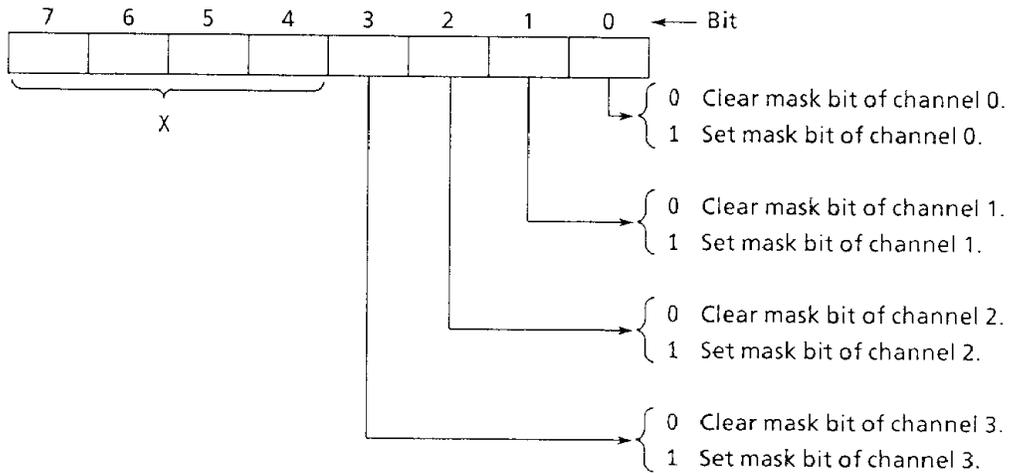 7 6 5 4 3 2 1 0 Bit
X
0 Clear mask bit of channel 0.
1 Set mask bit of channel 0.
0 Clear mask bit of channel 1.
1 Set mask bit of channel 1.
0 Clear mask bit of channel 2.
1 Set mask bit of channel 2.
0 Clear mask bit of channel 3.
1 Set mask bit of channel 3.